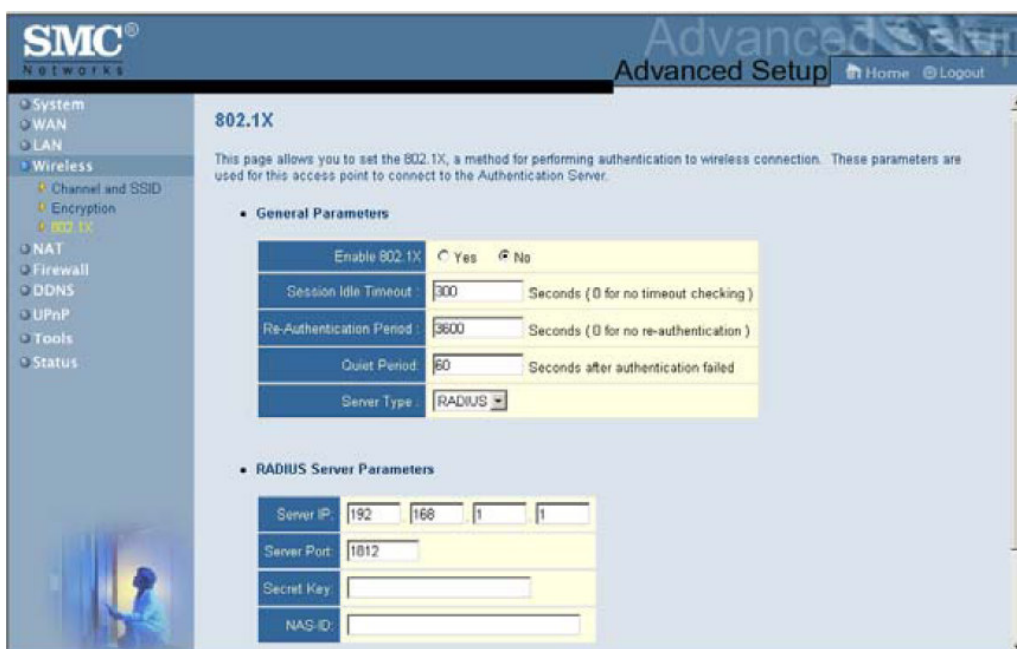 SMC®
Networks
Advanced Setup
Advanced Setup
Home
Logout
System
WAN
LAN
Wireless
Channel and SSID
Encryption
802.1X
NAT
Firewall
DDNS
UPnP
Tools
Status
802.1X
This page allows you to set the 802.1X, a method for performing authentication to wireless connection. These parameters are
used for this access point to connect to the Authentication Server.
• General Parameters
Enable 802.1X Yes No
Session Idle Timeout : 300 Seconds ( 0 for no timeout checking )
Re-Authentication Period : 3600 Seconds ( 0 for no re-authentication )
Quiet Period: 60 Seconds after authentication failed
Server Type : RADIUS
• RADIUS Server Parameters
Server IP: 192 . 168 . 1 . 1
Server Port: 1812
Secret Key:
NAS-ID: